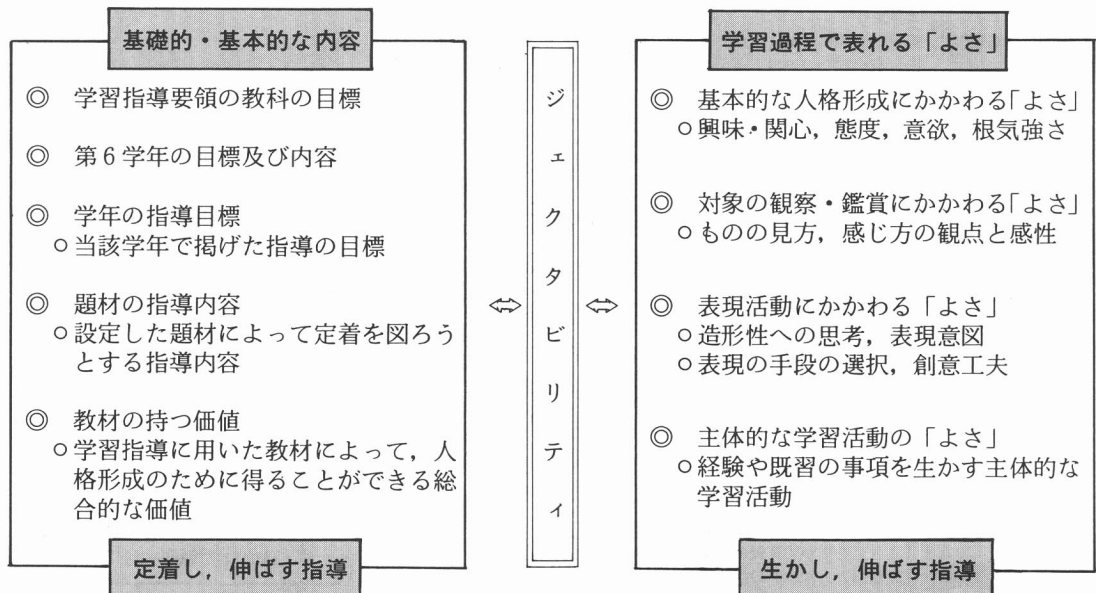 基礎的・基本的な内容
◎ 学習指導要領の教科の目標
◎ 第6学年の目標及び内容
◎ 学年の指導目標
○当該学年で掲げた指導の目標
◎ 題材の指導内容
○設定した題材によって定着を図ろう
とする指導内容
◎ 教材の持つ価値
○学習指導に用いた教材によって，人
格形成のために得ることができる総
合的な価値
定着し，伸ばす指導
⇔
ジェクタビリティ
⇔
学習過程で表れる「よさ」
◎ 基本的な人格形成にかかわる「よさ」
○興味・関心，態度，意欲，根気強さ
◎ 対象の観察・鑑賞にかかわる「よさ」
○ものの見方，感じ方の観点と感性
◎ 表現活動にかかわる「よさ」
○造形性への思考，表現意図
○表現の手段の選択，創意工夫
◎ 主体的な学習活動の「よさ」
○経験や既習の事項を生かす主体的な
学習活動
生かし，伸ばす指導